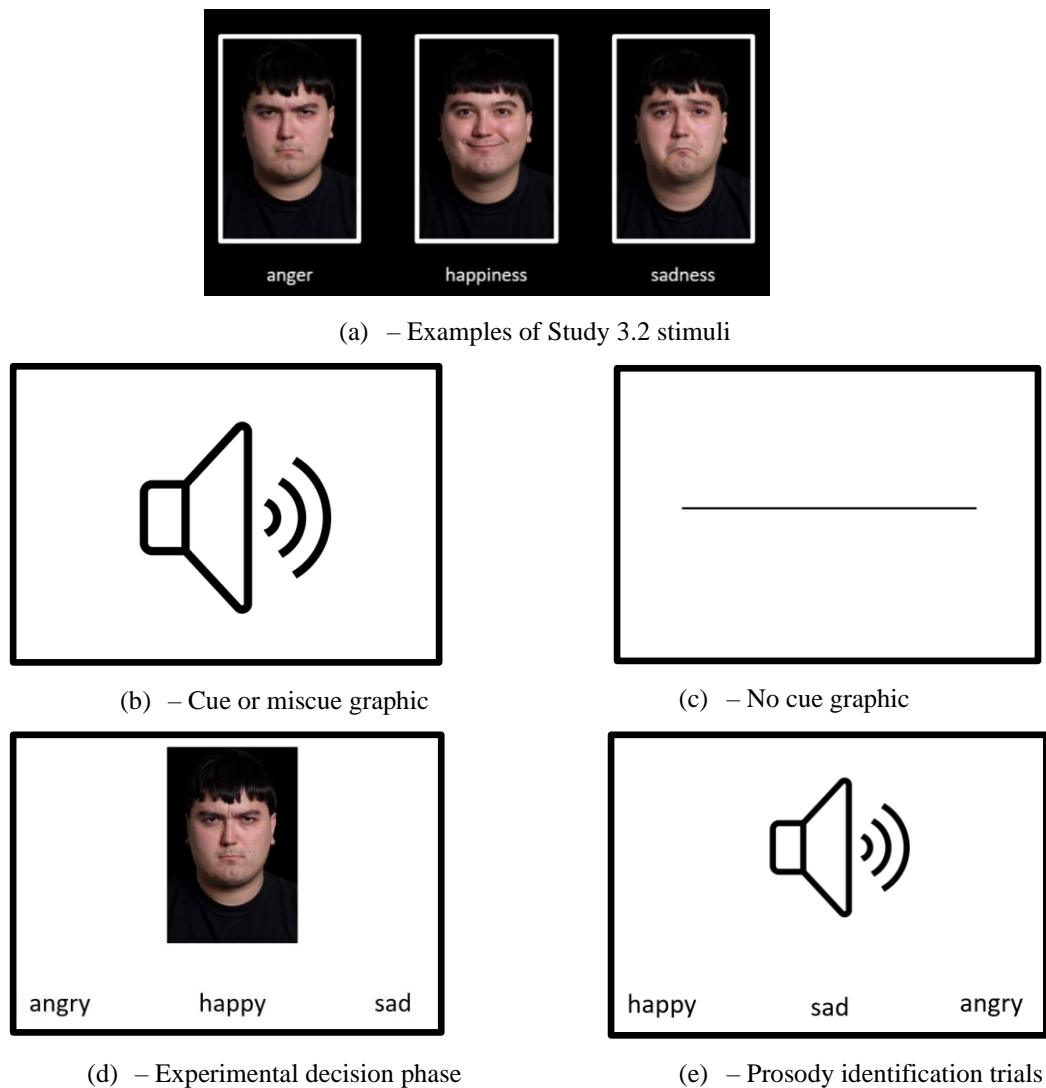 anger happiness sadness
(a) – Examples of Study 3.2 stimuli
(b) – Cue or miscue graphic
(c) – No cue graphic
angry happy sad
happy sad angry
(d) – Experimental decision phase
(e) – Prosody identification trials